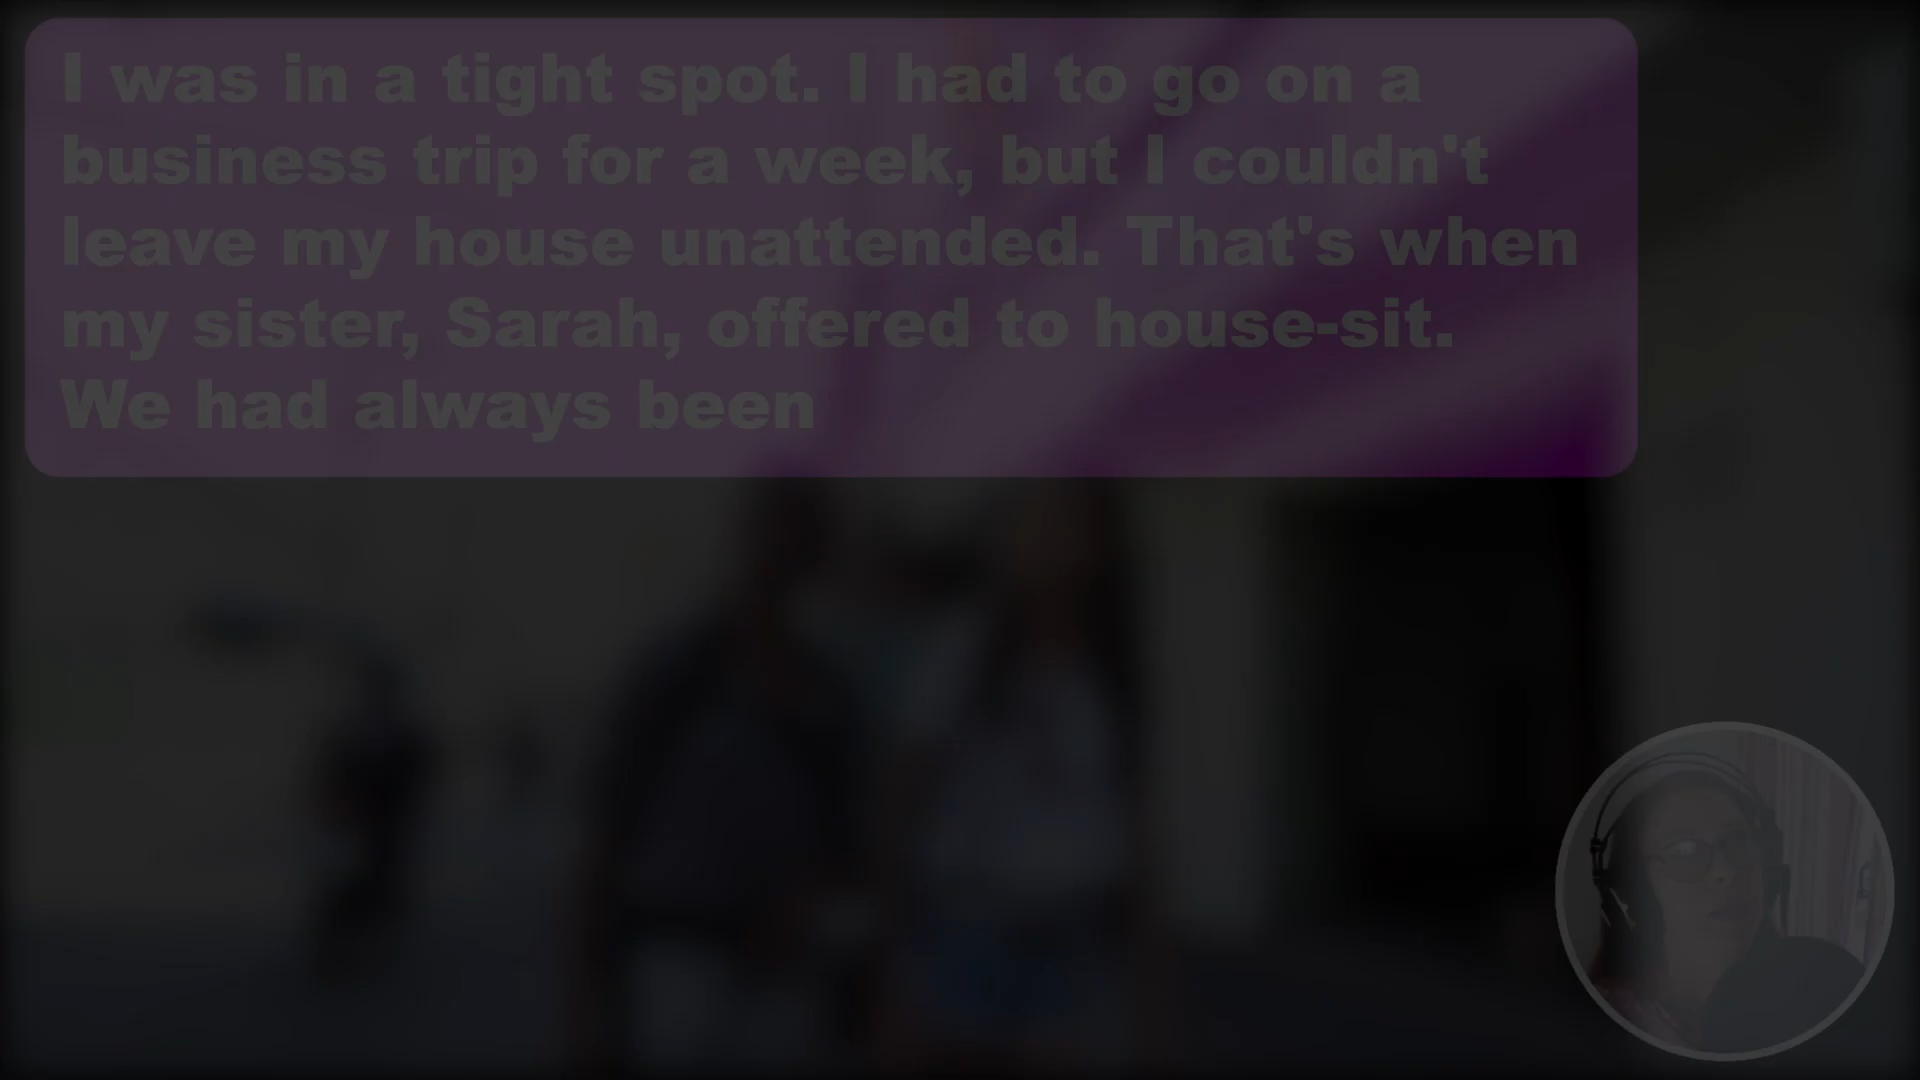 I was in a tight spot. I had to go on a
business trip for a week, but I couldn't
leave my house unattended. That's when
my sister, Sarah, offered to house-sit.
We had always been